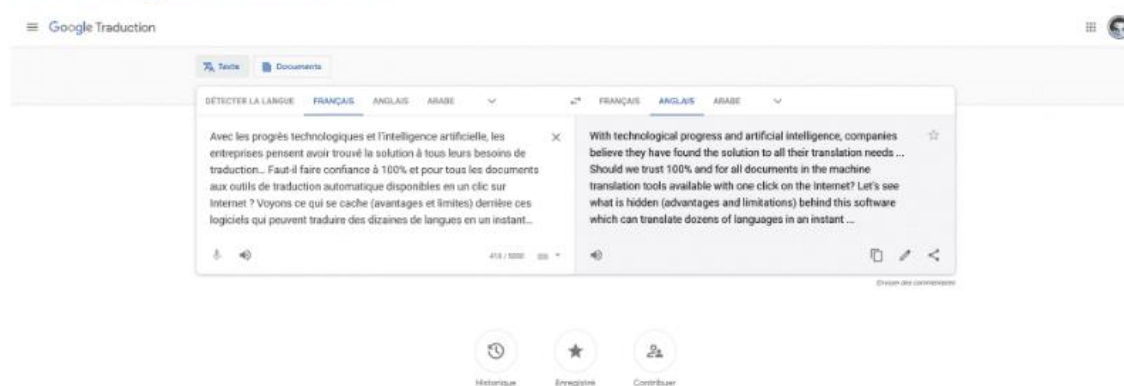 Google Traduction
Texte
Documents
DÉTECTER LA LANGUE FRANÇAIS ANGLAIS ARABE
FRANÇAIS ANGLAIS ARABE
Avec les progrès technologiques et l'intelligence artificielle, les
entreprises pensent avoir trouvé la solution à tous leurs besoins de
traduction... Faut-il faire confiance à 100% et pour tous les documents
aux outils de traduction automatique disponibles en un clic sur
Internet ? Voyons ce qui se cache (avantages et limites) derrière ces
logiciels qui peuvent traduire des dizaines de langues en un instant...
/ 5000
With technological progress and artificial intelligence, companies
believe they have found the solution to all their translation needs ...
Should we trust 100% and for all documents in the machine
translation tools available with one click on the Internet? Let's see
what is hidden (advantages and limitations) behind this software
which can translate dozens of languages in an instant ...
Envoyer des commentaires
Historique
Enregistré
Contribuer